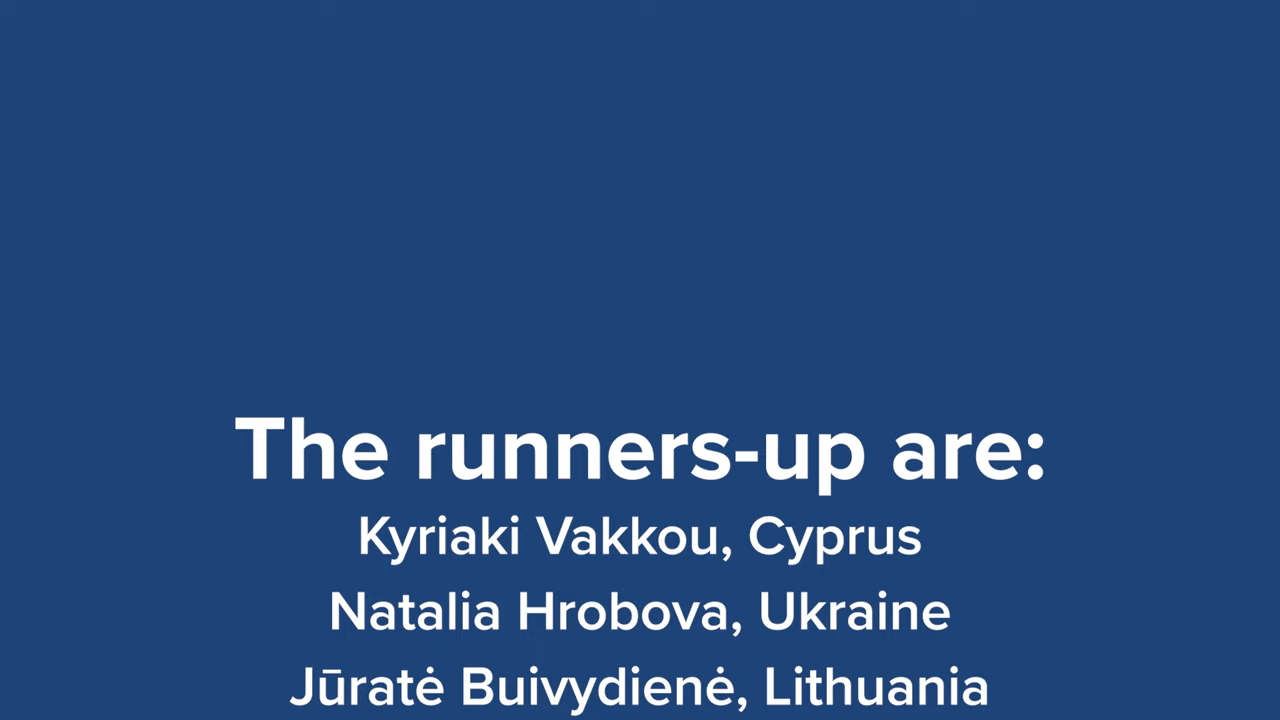 The runners-up are:
Kyriaki Vakkou, Cyprus
Natalia Hrobova, Ukraine
Jūratė Buivydienė, Lithuania